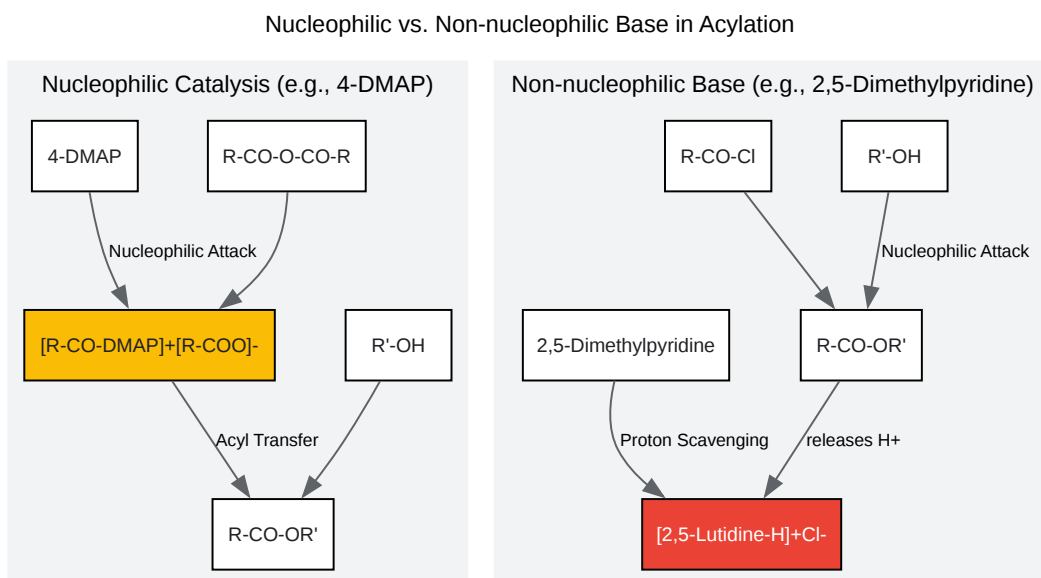 Nucleophilic vs. Non-nucleophilic Base in Acylation
Nucleophilic Catalysis (e.g., 4-DMAP)
4-DMAP
R-CO-O-CO-R
Nucleophilic Attack
[R-CO-DMAP]+[R-COO]-
R'-OH
Acyl Transfer
R-CO-OR'
Non-nucleophilic Base (e.g., 2,5-Dimethylpyridine)
R-CO-Cl
R'-OH
Nucleophilic Attack
2,5-Dimethylpyridine
R-CO-OR'
Proton Scavenging
releases H+
[2,5-Lutidine-H]+Cl-